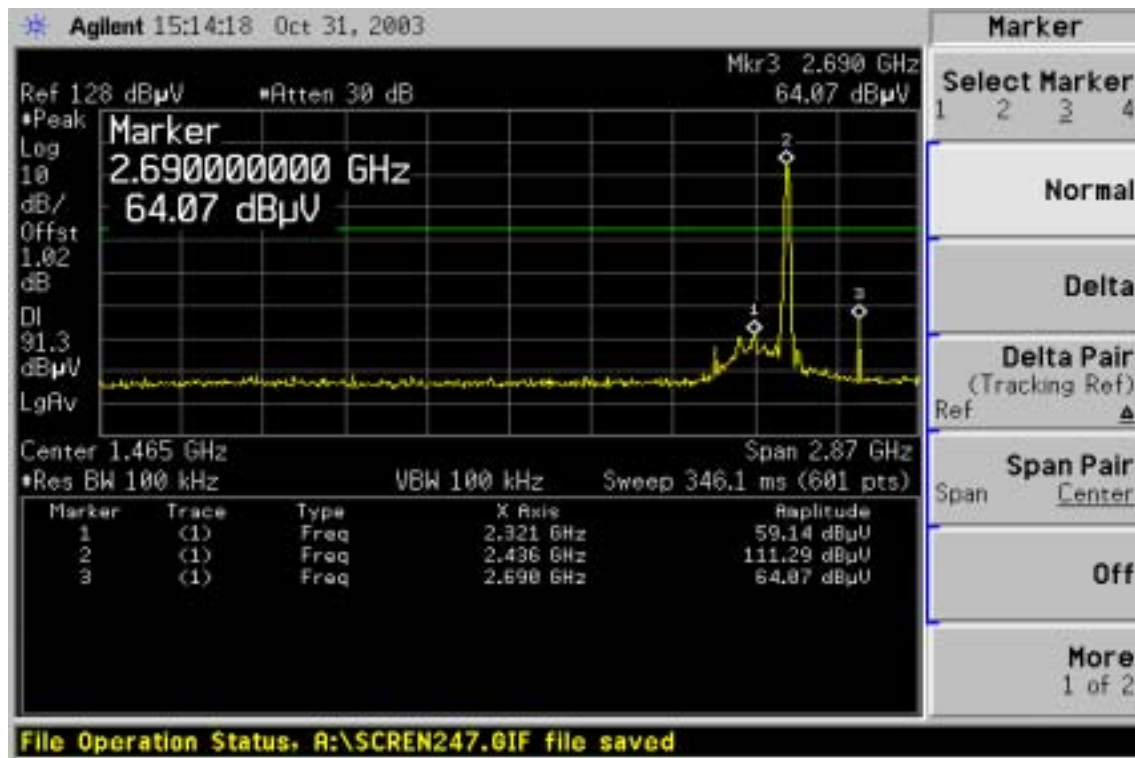 Agilent 15:14:18 Oct 31, 2003
Mkr3 2.690 GHz
Ref 128 dBµV *Atten 30 dB 64.07 dBµV
*Peak
Log
10
dB/
Offst
1.02
dB
DI
91.3
dBµV
LgAv
Marker
2.690000000 GHz
64.07 dBµV
1
2
3
Center 1.465 GHz Span 2.87 GHz
*Res BW 100 kHz VBW 100 kHz Sweep 346.1 ms (601 pts)
Marker Trace Type X Axis Amplitude
1 (1) Freq 2.321 GHz 59.14 dBµV
2 (1) Freq 2.436 GHz 111.29 dBµV
3 (1) Freq 2.690 GHz 64.07 dBµV
File Operation Status, A:\SCREN247.GIF file saved
Marker
Select Marker
1 2 3 4
Normal
Delta
Delta Pair
(Tracking Ref)
Ref Δ
Span Pair
Span Center
Off
More
1 of 2